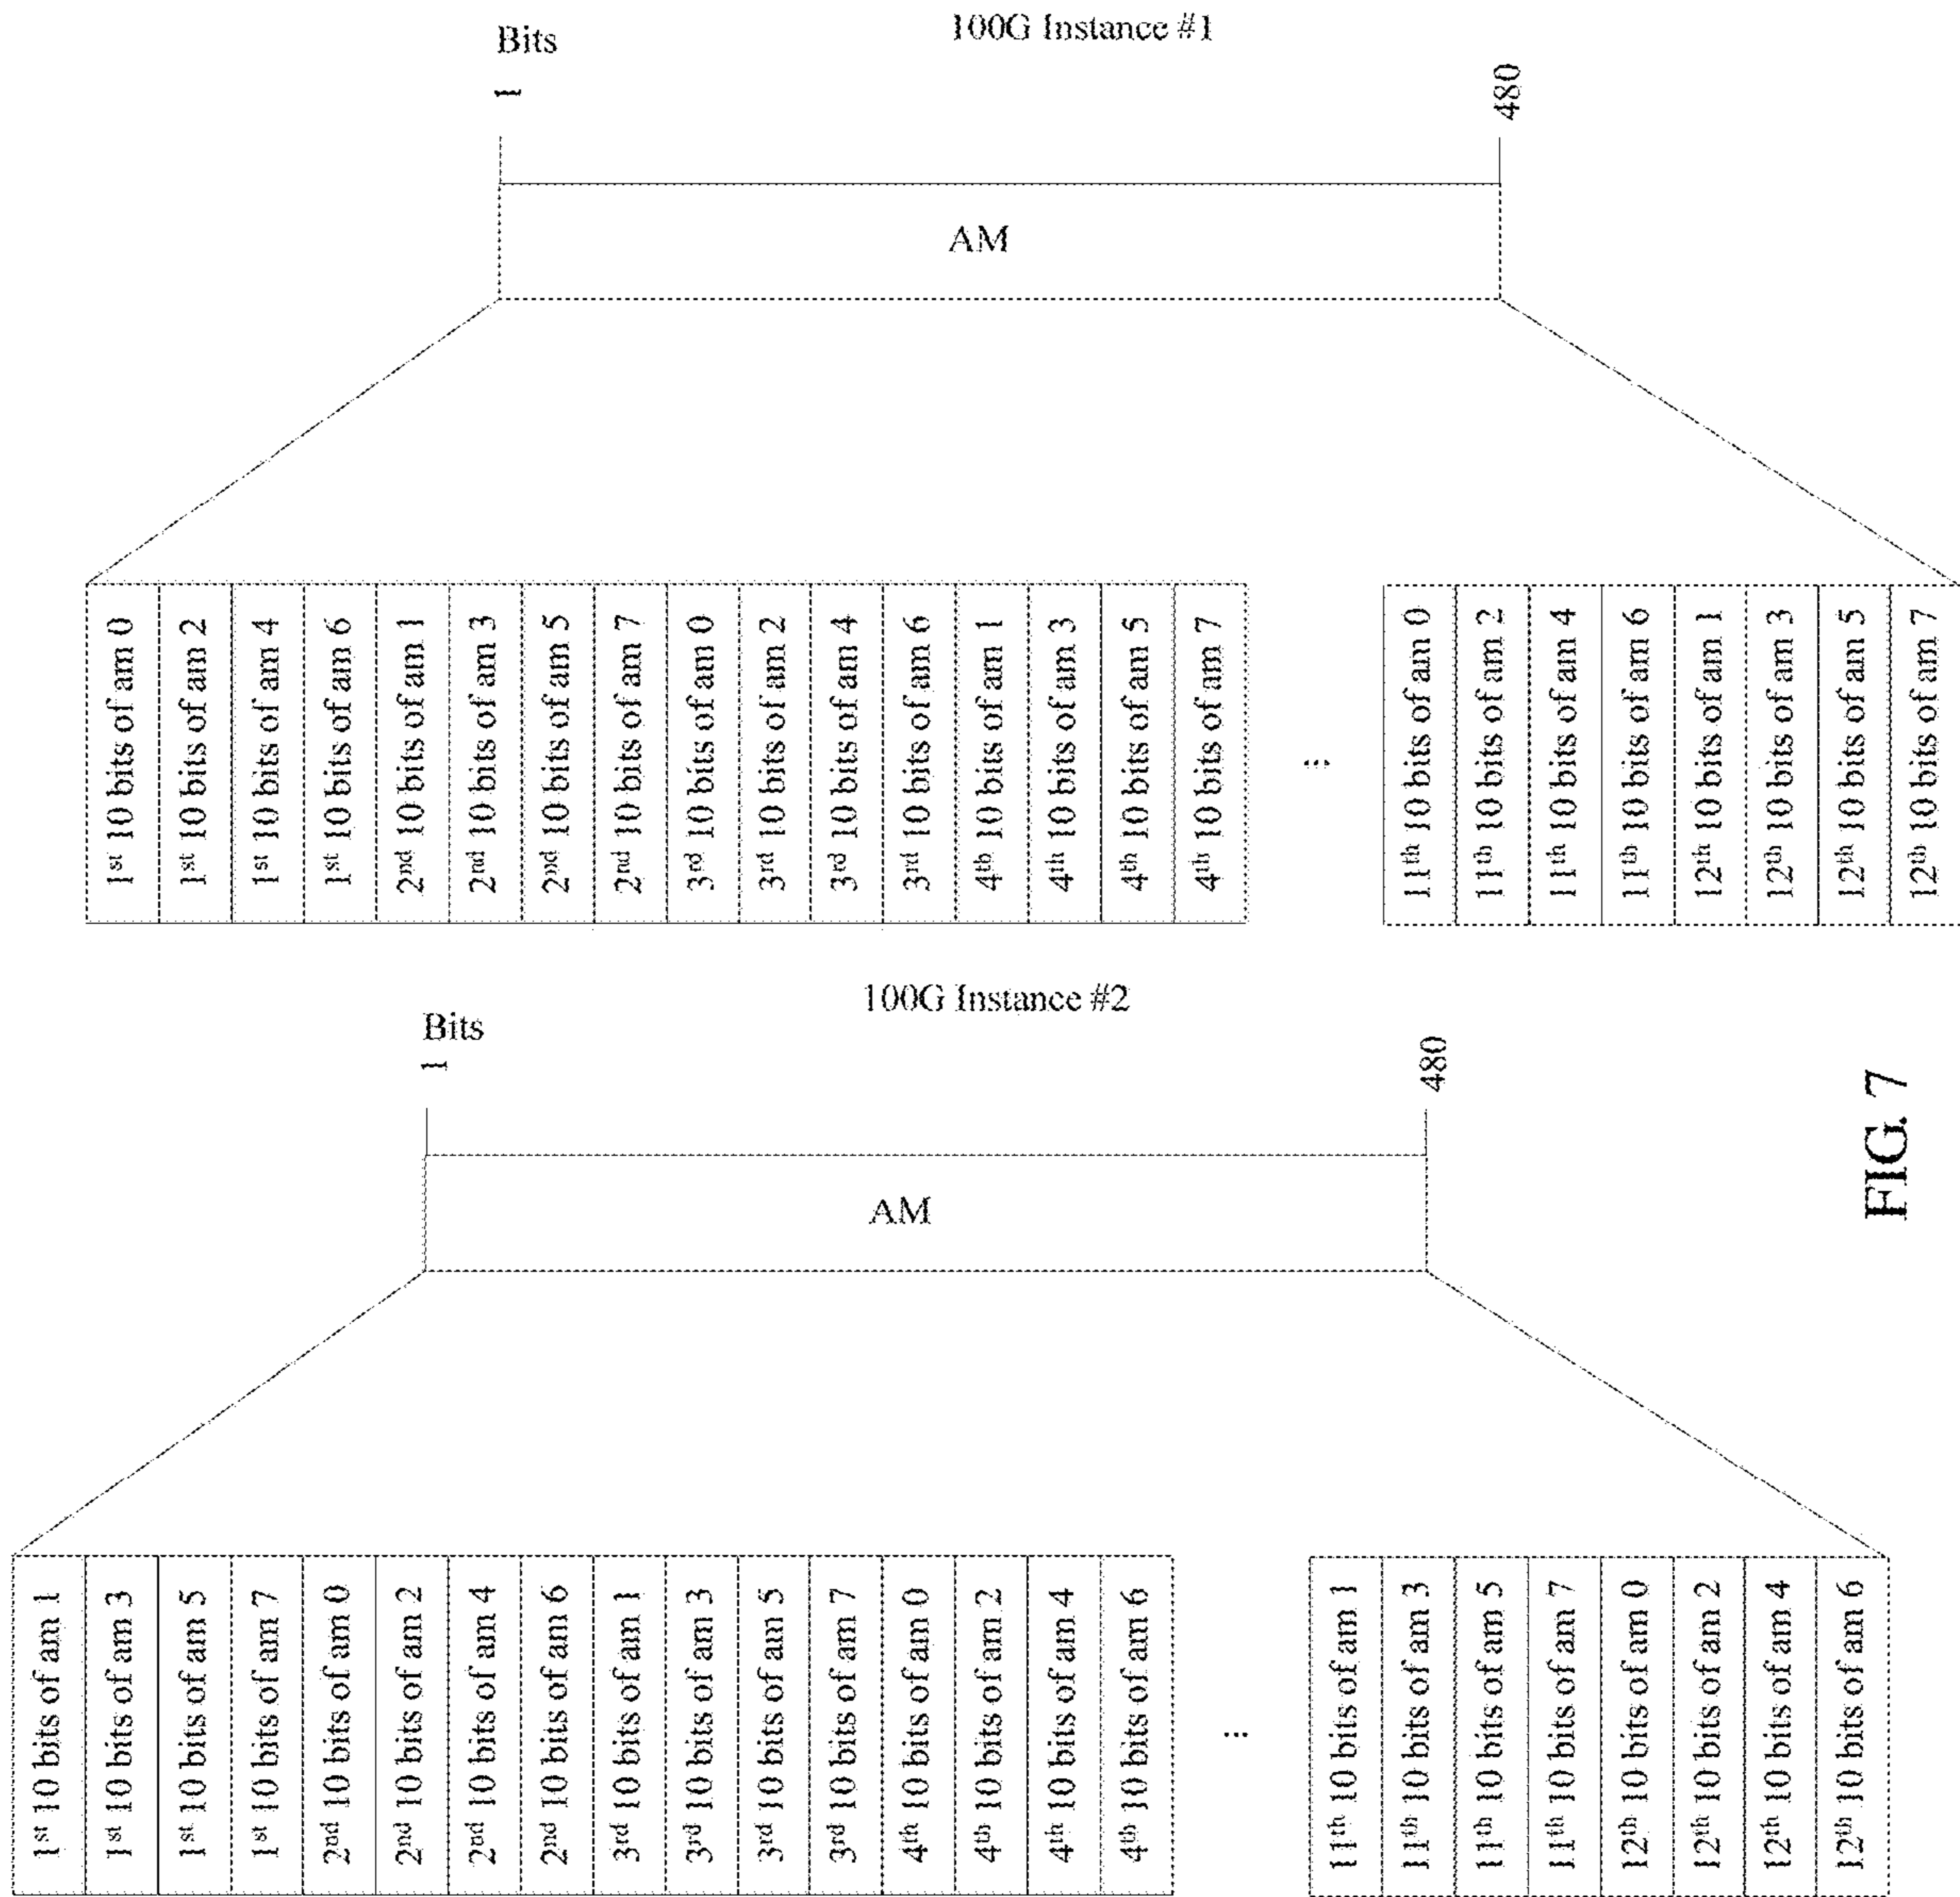 100G Instance #1
Bits
1
480
AM
1st 10 bits of am 0
1st 10 bits of am 2
1st 10 bits of am 4
1st 10 bits of am 6
2nd 10 bits of am 1
2nd 10 bits of am 3
2nd 10 bits of am 5
2nd 10 bits of am 7
3rd 10 bits of am 0
3rd 10 bits of am 2
3rd 10 bits of am 4
3rd 10 bits of am 6
4th 10 bits of am 1
4th 10 bits of am 3
4th 10 bits of am 5
4th 10 bits of am 7
...
11th 10 bits of am 0
11th 10 bits of am 2
11th 10 bits of am 4
11th 10 bits of am 6
12th 10 bits of am 1
12th 10 bits of am 3
12th 10 bits of am 5
12th 10 bits of am 7
100G Instance #2
Bits
1
480
AM
1st 10 bits of am 1
1st 10 bits of am 3
1st 10 bits of am 5
1st 10 bits of am 7
2nd 10 bits of am 0
2nd 10 bits of am 2
2nd 10 bits of am 4
2nd 10 bits of am 6
3rd 10 bits of am 1
3rd 10 bits of am 3
3rd 10 bits of am 5
3rd 10 bits of am 7
4th 10 bits of am 0
4th 10 bits of am 2
4th 10 bits of am 4
4th 10 bits of am 6
...
11th 10 bits of am 1
11th 10 bits of am 3
11th 10 bits of am 5
11th 10 bits of am 7
12th 10 bits of am 0
12th 10 bits of am 2
12th 10 bits of am 4
12th 10 bits of am 6
FIG. 7